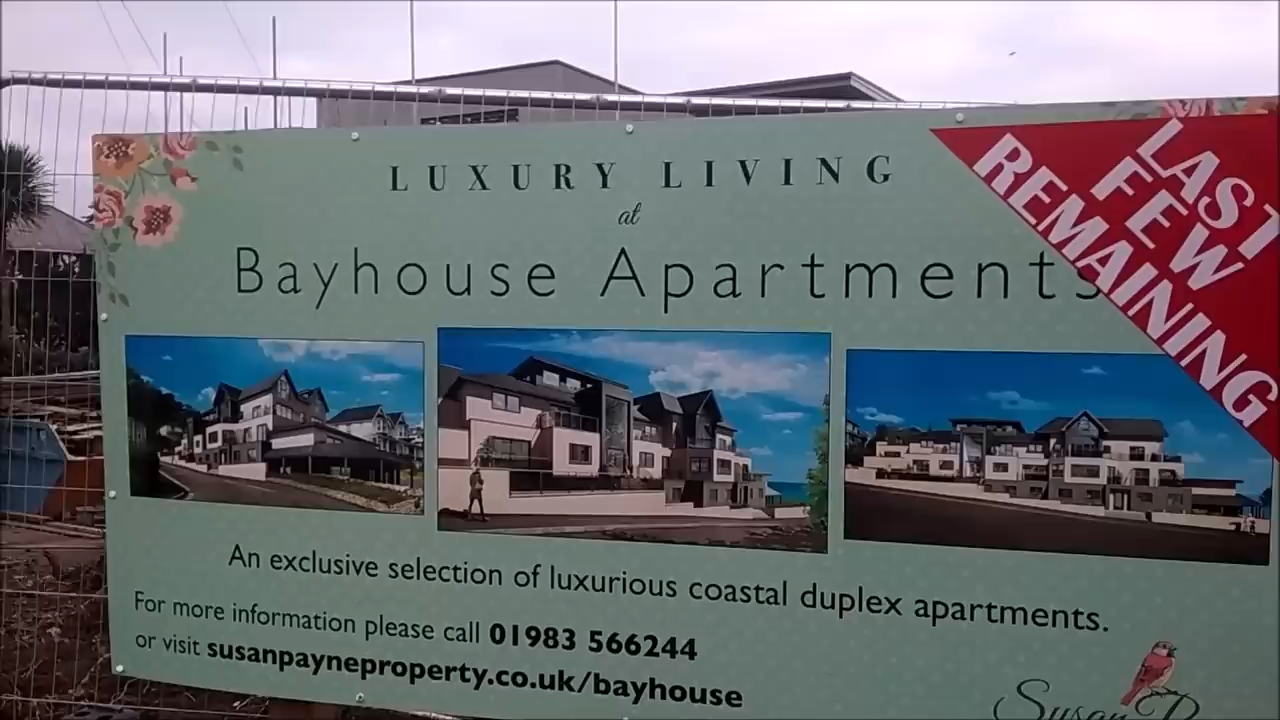 LUXURY LIVING
at
Bayhouse Apartments
LAST
FEW
REMAINING
An exclusive selection of luxurious coastal duplex apartments.
For more information please call 01983 566244
or visit susanpayneproperty.co.uk/bayhouse
Susan P